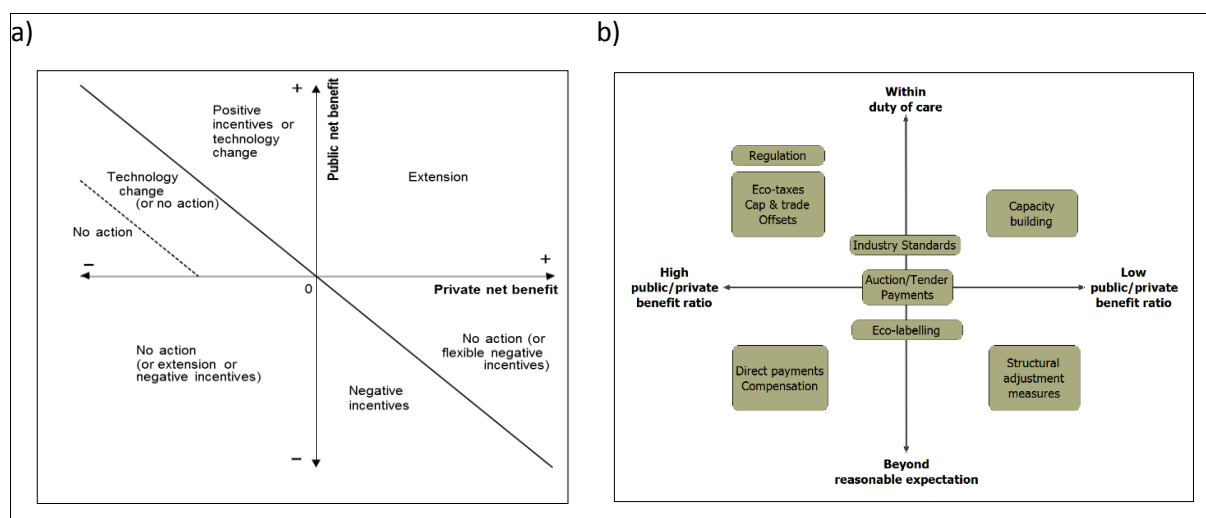 a)
+
Public net benefit
Positive
incentives or
technology
change
Extension
Technology
change
(or no action)
No action
−
+
0
Private net benefit
No action
(or extension or
negative incentives)
No action (or
flexible negative
incentives)
Negative
incentives
−
b)
Within
duty of care
Regulation
Eco-taxes
Cap & trade
Offsets
Capacity
building
Industry Standards
High
public/private
benefit ratio
Auction/Tender
Payments
Low
public/private
benefit ratio
Eco-labelling
Direct payments
Compensation
Structural
adjustment
measures
Beyond
reasonable expectation